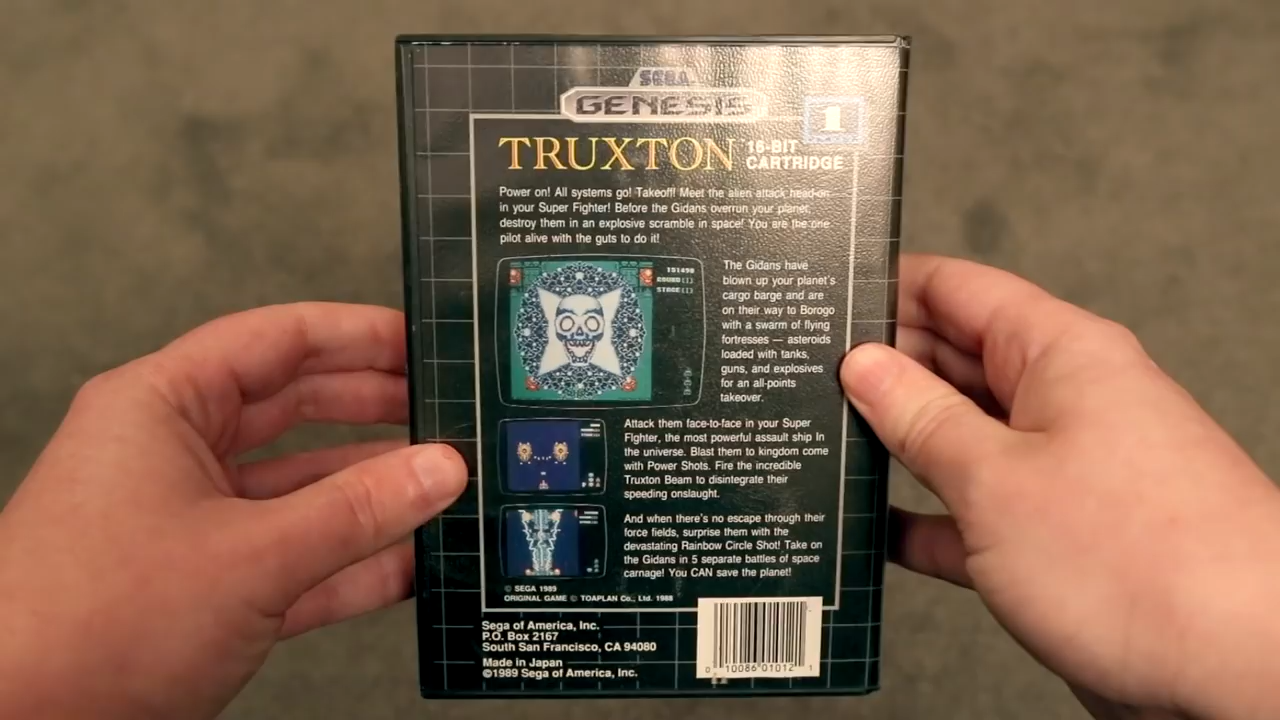 SEGA
GENESIS
1
TRUXTON
16-BIT
CARTRIDGE
Power on! All systems go! Takeoff! Meet the alien attack head-on
in your Super Fighter! Before the Gidans overrun your planet,
destroy them in an explosive scramble in space! You are the one
pilot alive with the guts to do it!
151490
ROUND(1)
STAGE(1)
The Gidans have
blown up your planet's
cargo barge and are
on their way to Borogo
with a swarm of flying
fortresses — asteroids
loaded with tanks,
guns, and explosives
for an all-points
takeover.
Attack them face-to-face in your Super
FIghter, the most powerful assault ship In
the universe. Blast them to kingdom come
with Power Shots. Fire the incredible
Truxton Beam to disintegrate their
speeding onslaught.
And when there's no escape through their
force fields, surprise them with the
devastating Rainbow Circle Shot! Take on
the Gidans in 5 separate battles of space
carnage! You CAN save the planet!
© SEGA 1989
ORIGINAL GAME © TOAPLAN Co., Ltd. 1988
Sega of America, Inc.
P.O. Box 2167
South San Francisco, CA 94080
Made in Japan
©1989 Sega of America, Inc.
0 10086 01012 1